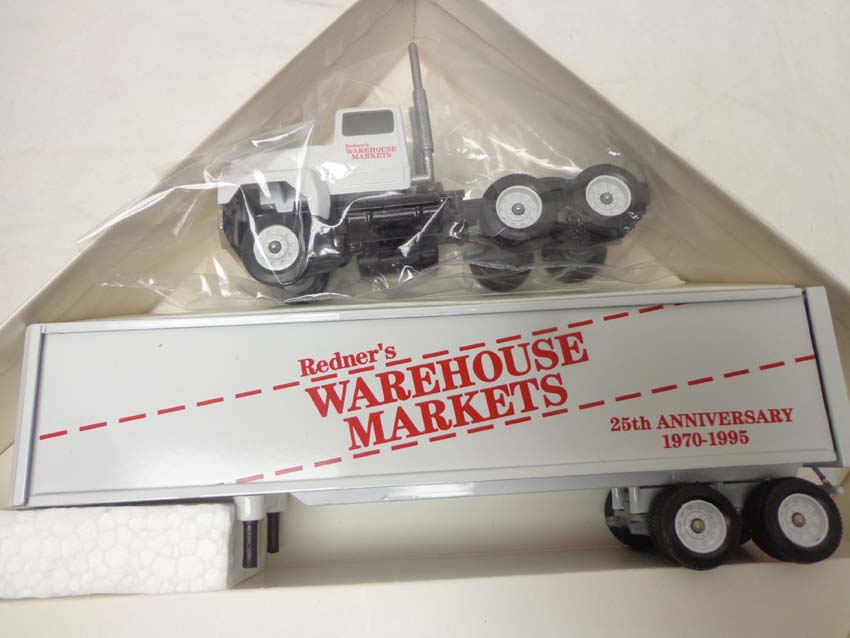 Redner's
WAREHOUSE
MARKETS
Redner's
WAREHOUSE
MARKETS
25th ANNIVERSARY
1970-1995